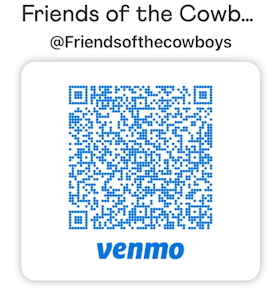 Friends of the Cowb...
@Friendsofthecowboys
venmo